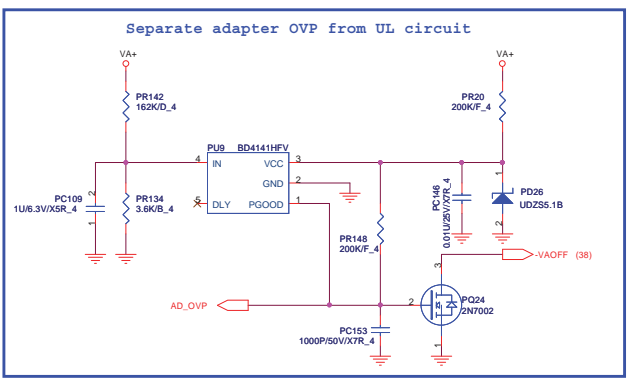 Separate adapter OVP from UL circuit
VA+
VA+
PR142
162K/D_4
PR20
200K/F_4
PU9 BD4141HFV
4 IN VCC 3
GND 2
5 DLY PGOOD 1
2
PC109
1U/6.3V/X5R_4
1
PR134
3.6K/B_4
PC146
0.01U/25V/X7R_4
1
PD26
UDZS5.1B
2
PR148
200K/F_4
-VAOFF (38)
3
AD_OVP
2
PQ24
2N7002
PC153
1000P/50V/X7R_4
1